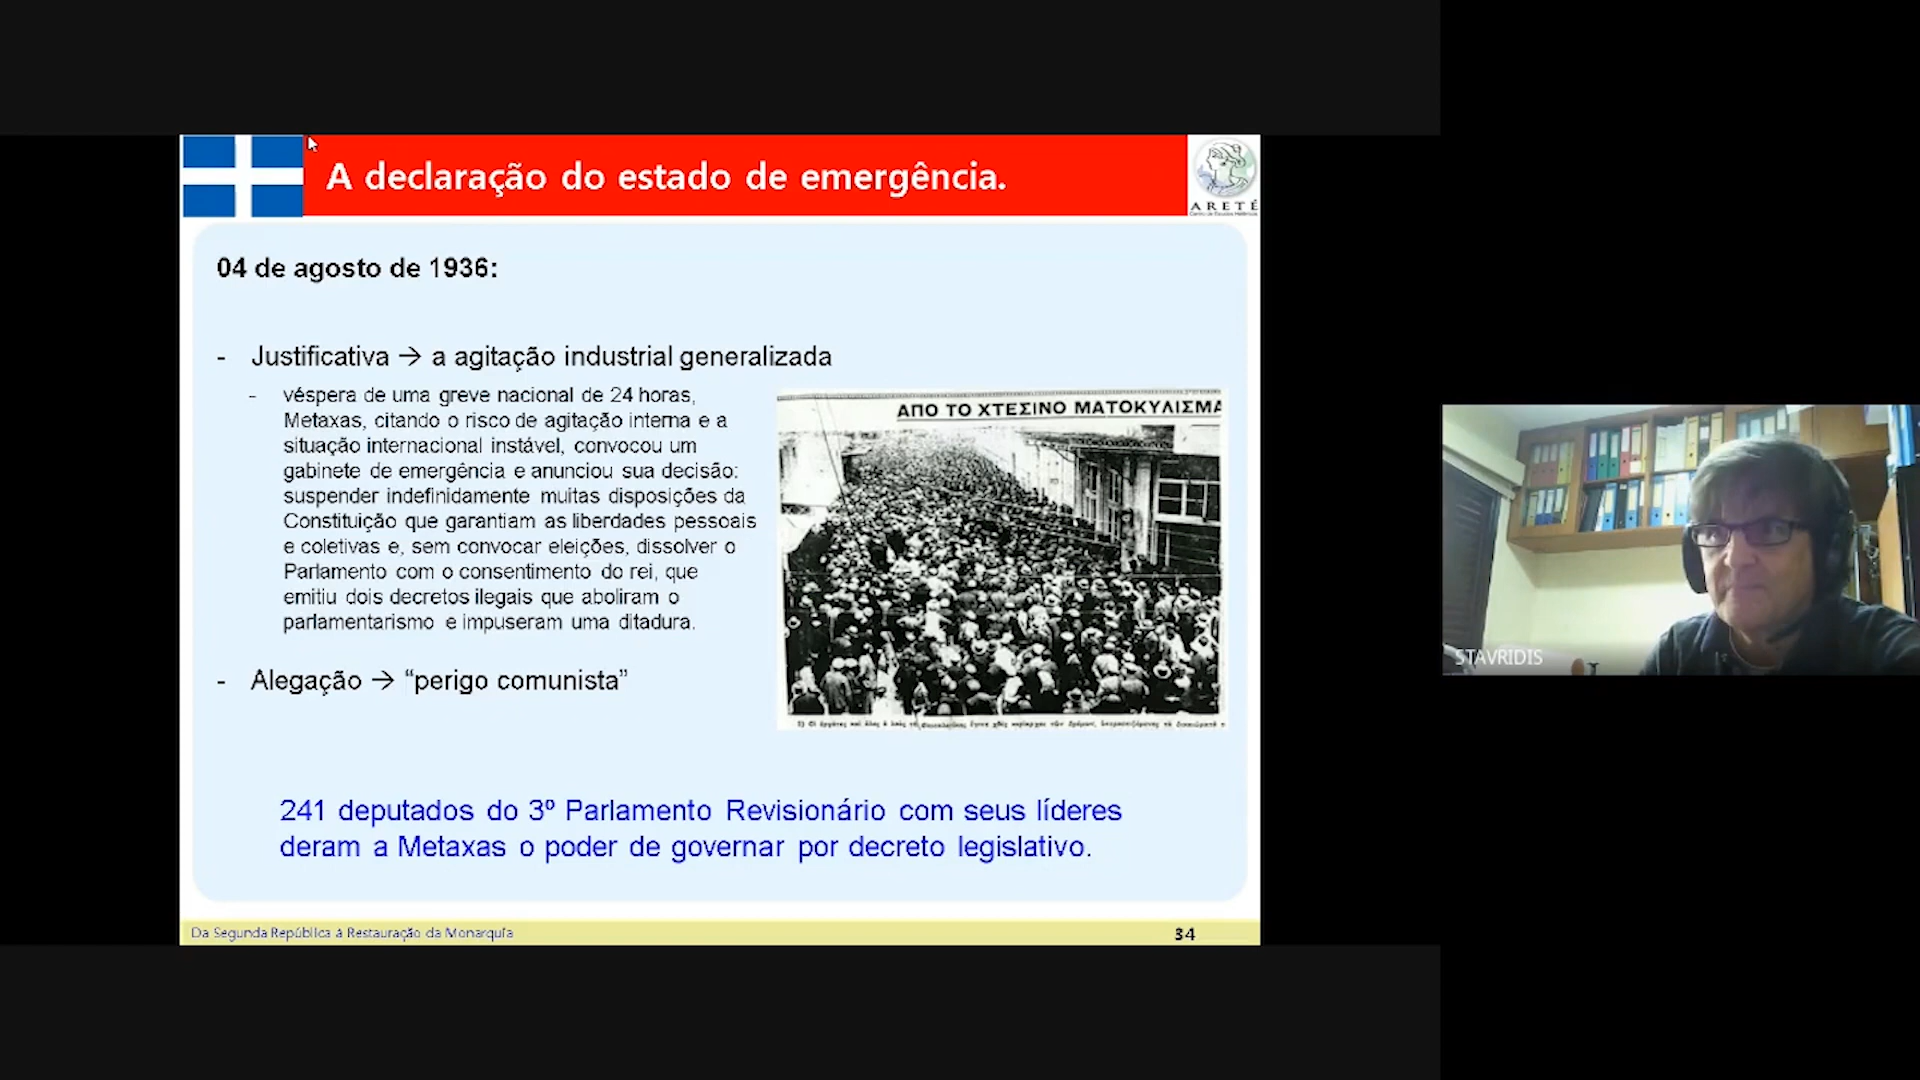 A declaração do estado de emergência.
ARETÉ
04 de agosto de 1936:
- Justificativa → a agitação industrial generalizada
- véspera de uma greve nacional de 24 horas,
Metaxas, citando o risco de agitação interna e a
situação internacional instável, convocou um
gabinete de emergência e anunciou sua decisão:
suspender indefinidamente muitas disposições da
Constituição que garantiam as liberdades pessoais
e coletivas e, sem convocar eleições, dissolver o
Parlamento com o consentimento do rei, que
emitiu dois decretos ilegais que aboliram o
parlamentarismo e impuseram uma ditadura.
ΑΠΟ ΤΟ ΧΤΕΣΙΝΟ ΜΑΤΟΚΥΛΙΣΜΑ
- Alegação → “perigo comunista”
241 deputados do 3º Parlamento Revisionário com seus líderes
deram a Metaxas o poder de governar por decreto legislativo.
Da Segunda República à Restauração da Monarquia
34
STAVRIDIS